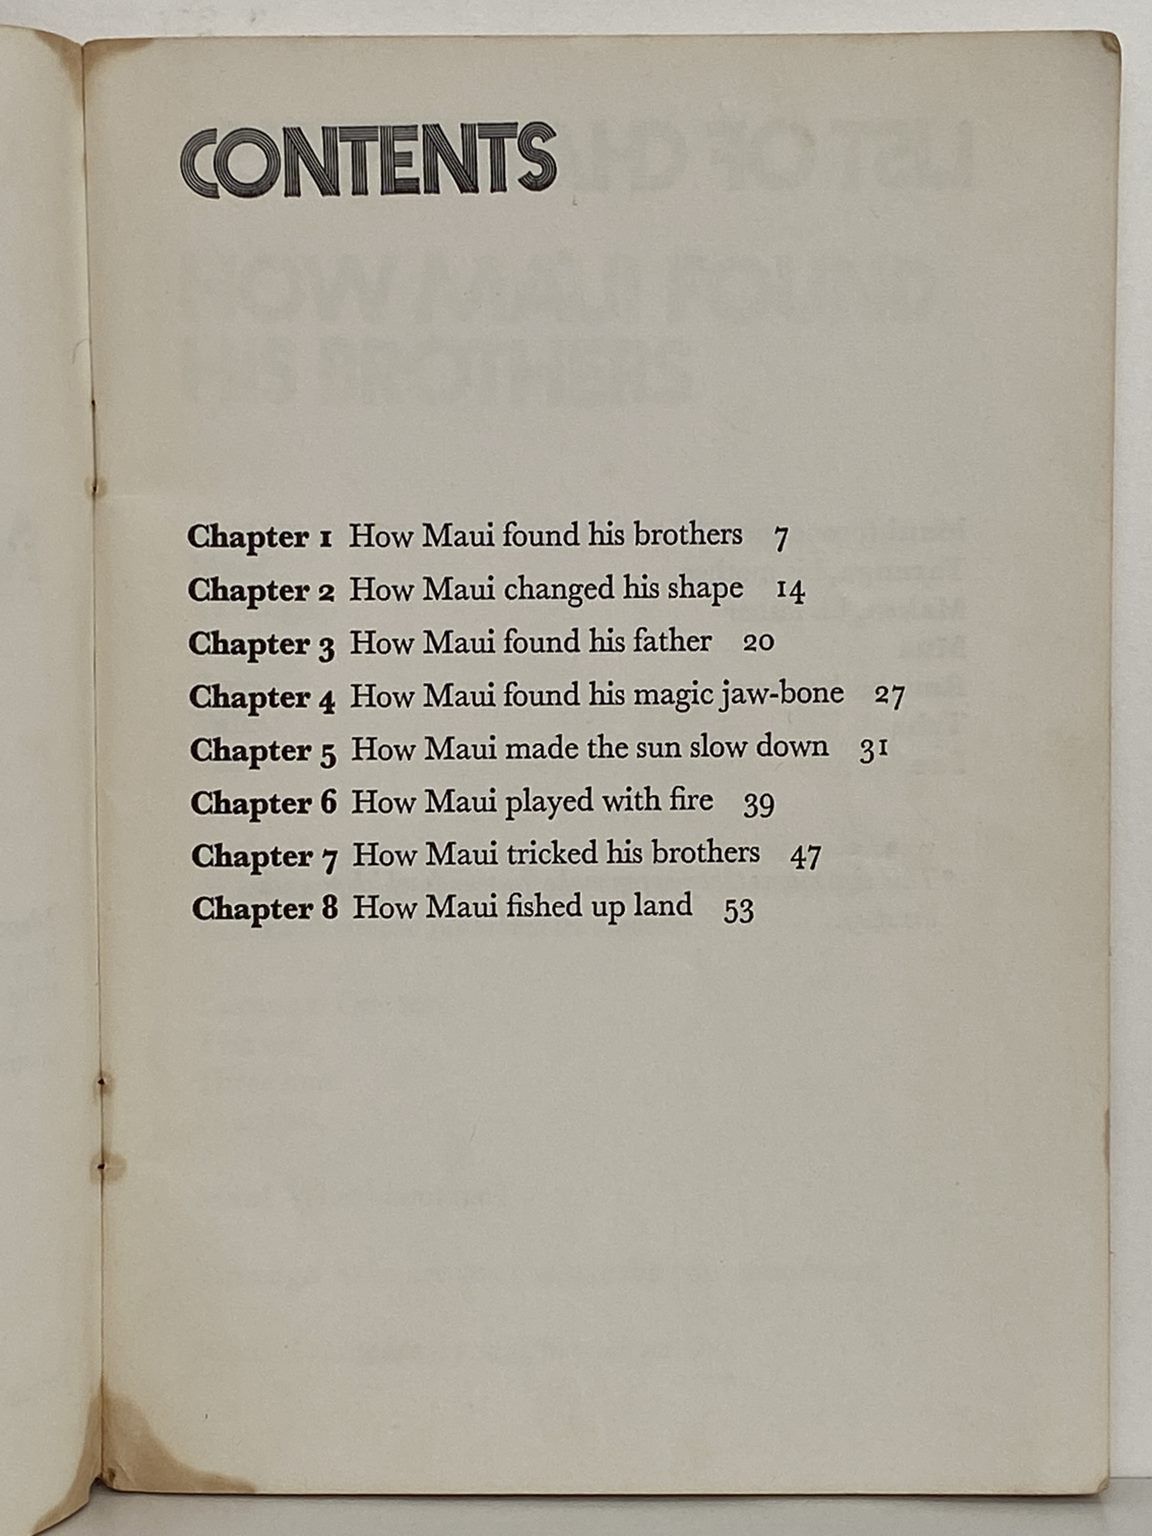 CONTENTS
Chapter 1 How Maui found his brothers 7
Chapter 2 How Maui changed his shape 14
Chapter 3 How Maui found his father 20
Chapter 4 How Maui found his magic jaw-bone 27
Chapter 5 How Maui made the sun slow down 31
Chapter 6 How Maui played with fire 39
Chapter 7 How Maui tricked his brothers 47
Chapter 8 How Maui fished up land 53